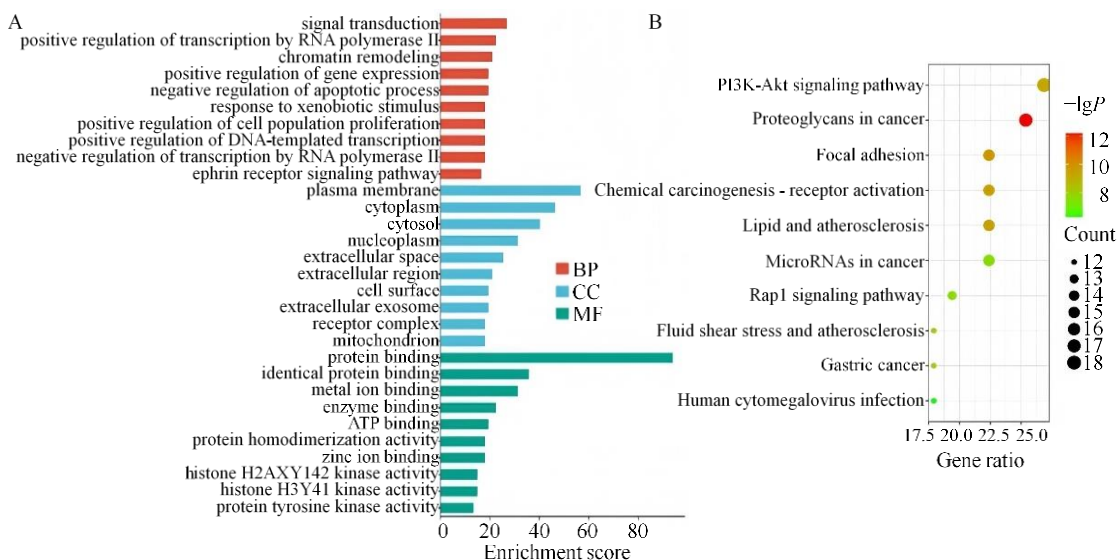 A
signal transduction
positive regulation of transcription by RNA polymerase II
chromatin remodeling
positive regulation of gene expression
negative regulation of apoptotic process
response to xenobiotic stimulus
positive regulation of cell population proliferation
positive regulation of DNA-templated transcription
negative regulation of transcription by RNA polymerase II
ephrin receptor signaling pathway
plasma membrane
cytoplasm
cytosol
nucleoplasm
extracellular space
extracellular region
cell surface
extracellular exosome
receptor complex
mitochondrion
protein binding
identical protein binding
metal ion binding
enzyme binding
ATP binding
protein homodimerization activity
zinc ion binding
histone H2AXY142 kinase activity
histone H3Y41 kinase activity
protein tyrosine kinase activity
0 20 40 60 80
Enrichment score
BP
CC
MF
B
PI3K-Akt signaling pathway
Proteoglycans in cancer
Focal adhesion
Chemical carcinogenesis - receptor activation
Lipid and atherosclerosis
MicroRNAs in cancer
Rap1 signaling pathway
Fluid shear stress and atherosclerosis
Gastric cancer
Human cytomegalovirus infection
17.5 20.0 22.5 25.0
Gene ratio
−lgP
12
10
8
Count
12
13
14
15
16
17
18